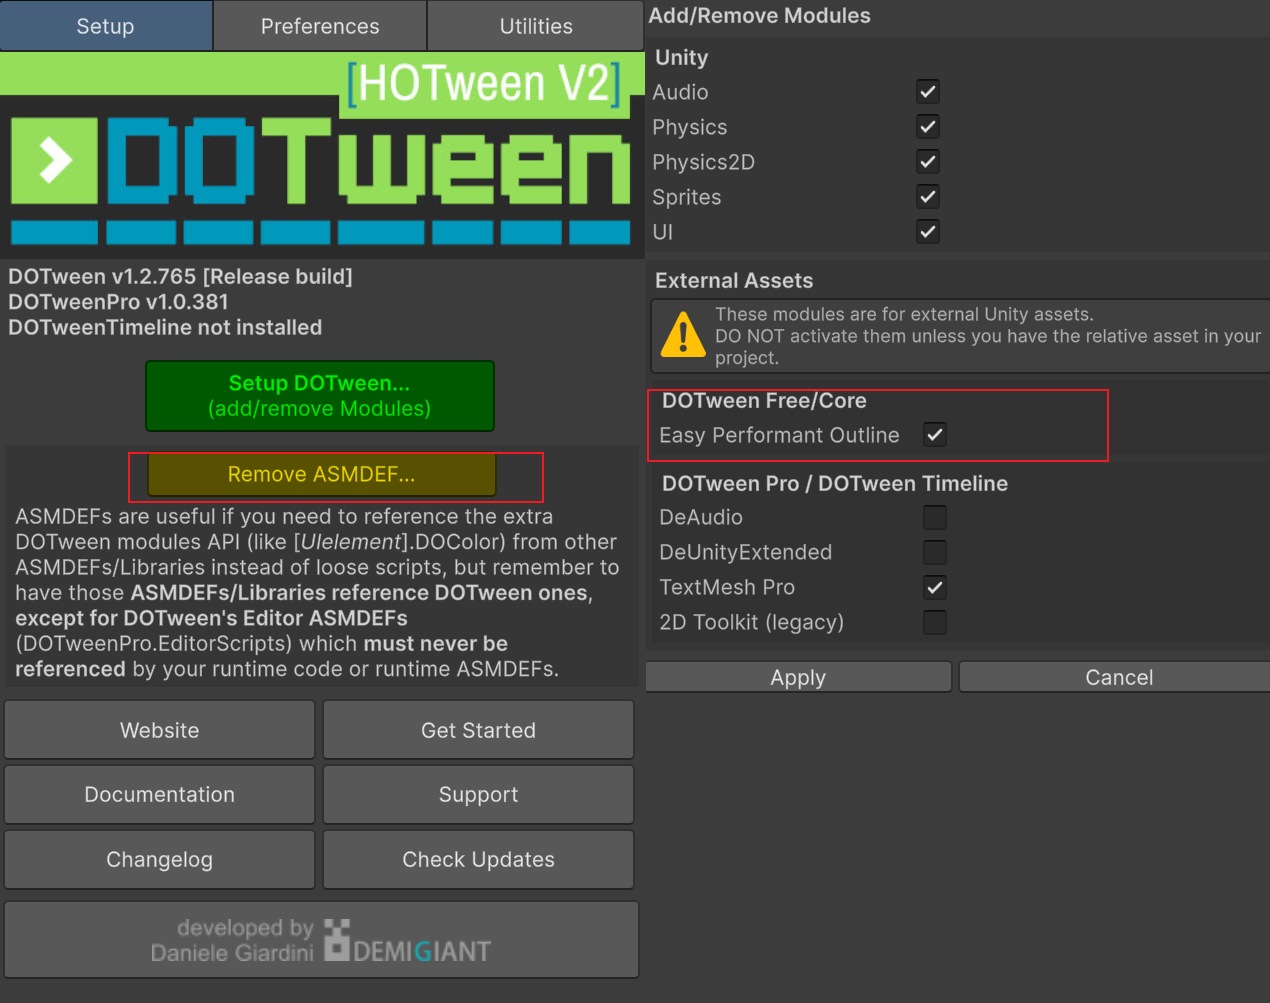 Setup
Preferences
Utilities
[HOTween V2]
DOTween
DOTween v1.2.765 [Release build]
DOTweenPro v1.0.381
DOTweenTimeline not installed
Setup DOTween...
(add/remove Modules)
Remove ASMDEF...
ASMDEFs are useful if you need to reference the extra
DOTween modules API (like [UIelement].DOColor) from other
ASMDEFs/Libraries instead of loose scripts, but remember to
have those ASMDEFs/Libraries reference DOTween ones,
except for DOTween's Editor ASMDEFs
(DOTweenPro.EditorScripts) which must never be
referenced by your runtime code or runtime ASMDEFs.
Website
Get Started
Documentation
Support
Changelog
Check Updates
developed by
Daniele Giardini
DEMIGIANT
Add/Remove Modules
Unity
Audio
Physics
Physics2D
Sprites
UI
External Assets
These modules are for external Unity assets.
DO NOT activate them unless you have the relative asset in your
project.
DOTween Free/Core
Easy Performant Outline
DOTween Pro / DOTween Timeline
DeAudio
DeUnityExtended
TextMesh Pro
2D Toolkit (legacy)
Apply
Cancel